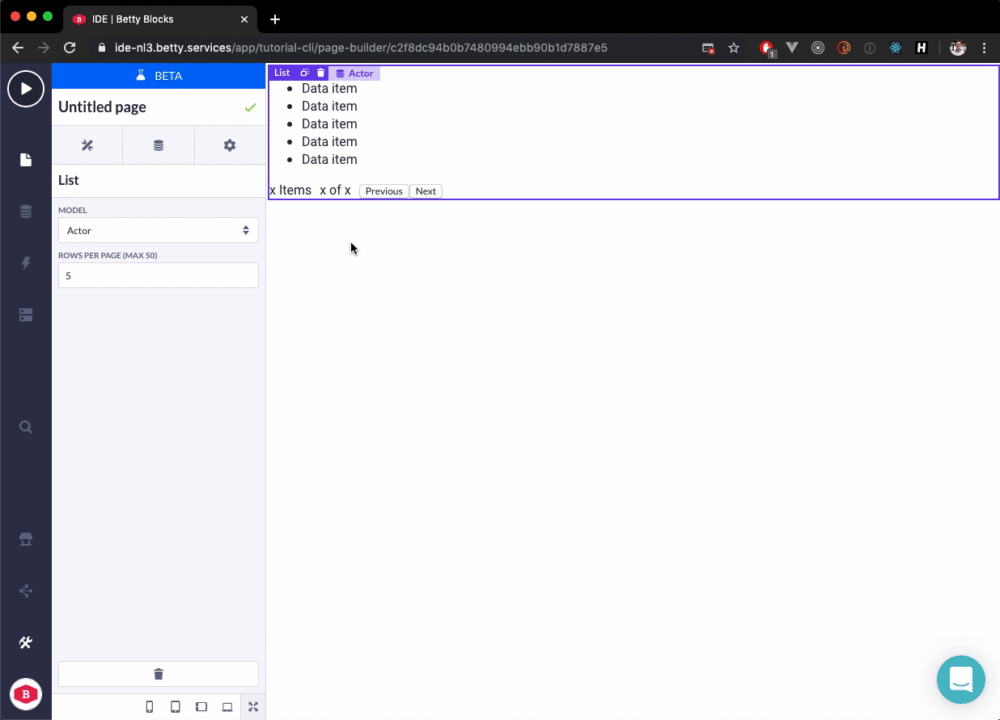 IDE | Betty Blocks
ide-nl3.betty.services/app/tutorial-cli/page-builder/c2f8dc94b0b7480994ebb90b1d7887e5
1
H
BETA
Untitled page
List
MODEL
Actor
ROWS PER PAGE (MAX 50)
5
B
List Actor
Data item
Data item
Data item
Data item
Data item
x Items x of x Previous Next